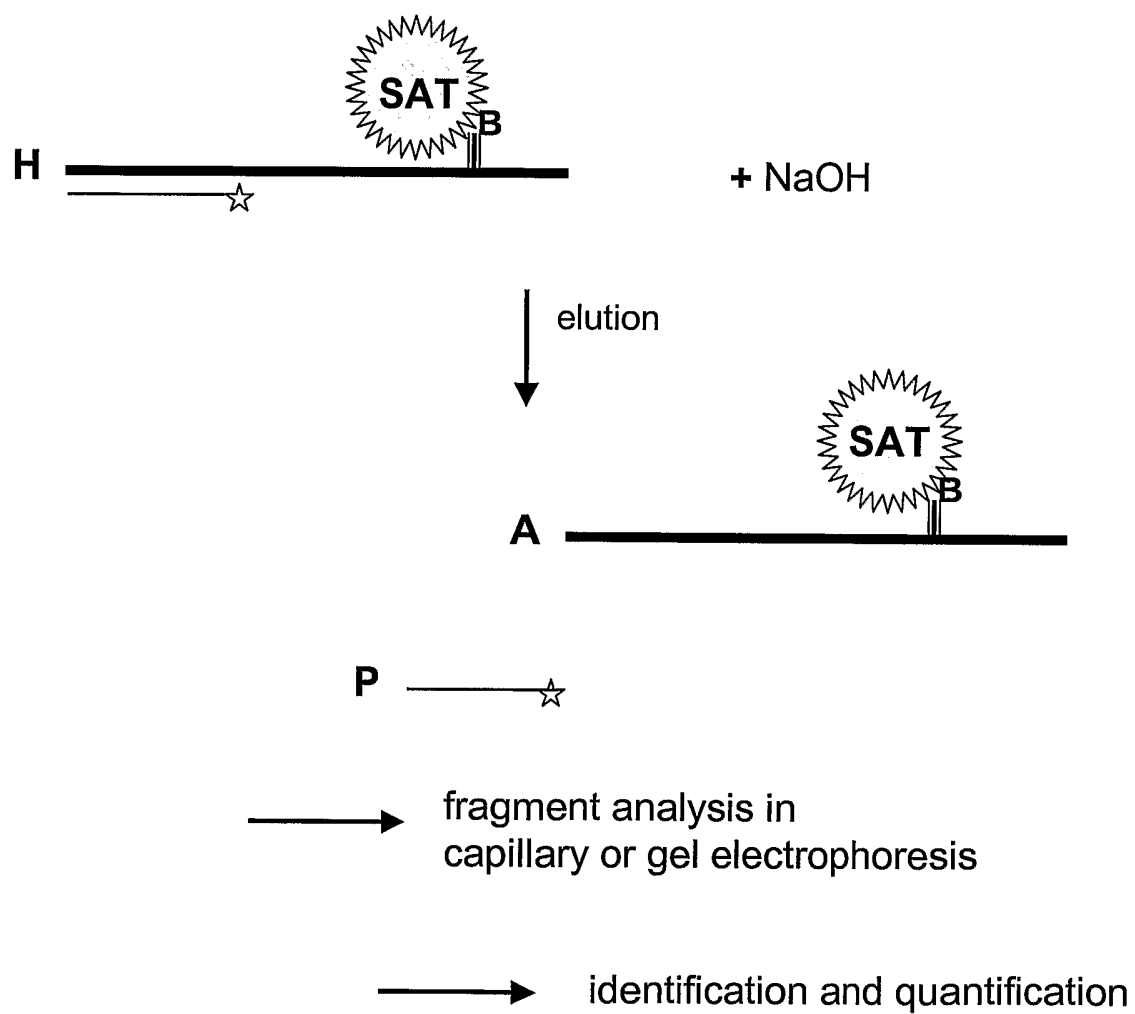 SAT
B
H
+ NaOH
elution
SAT
B
A
P
fragment analysis in
capillary or gel electrophoresis
identification and quantification